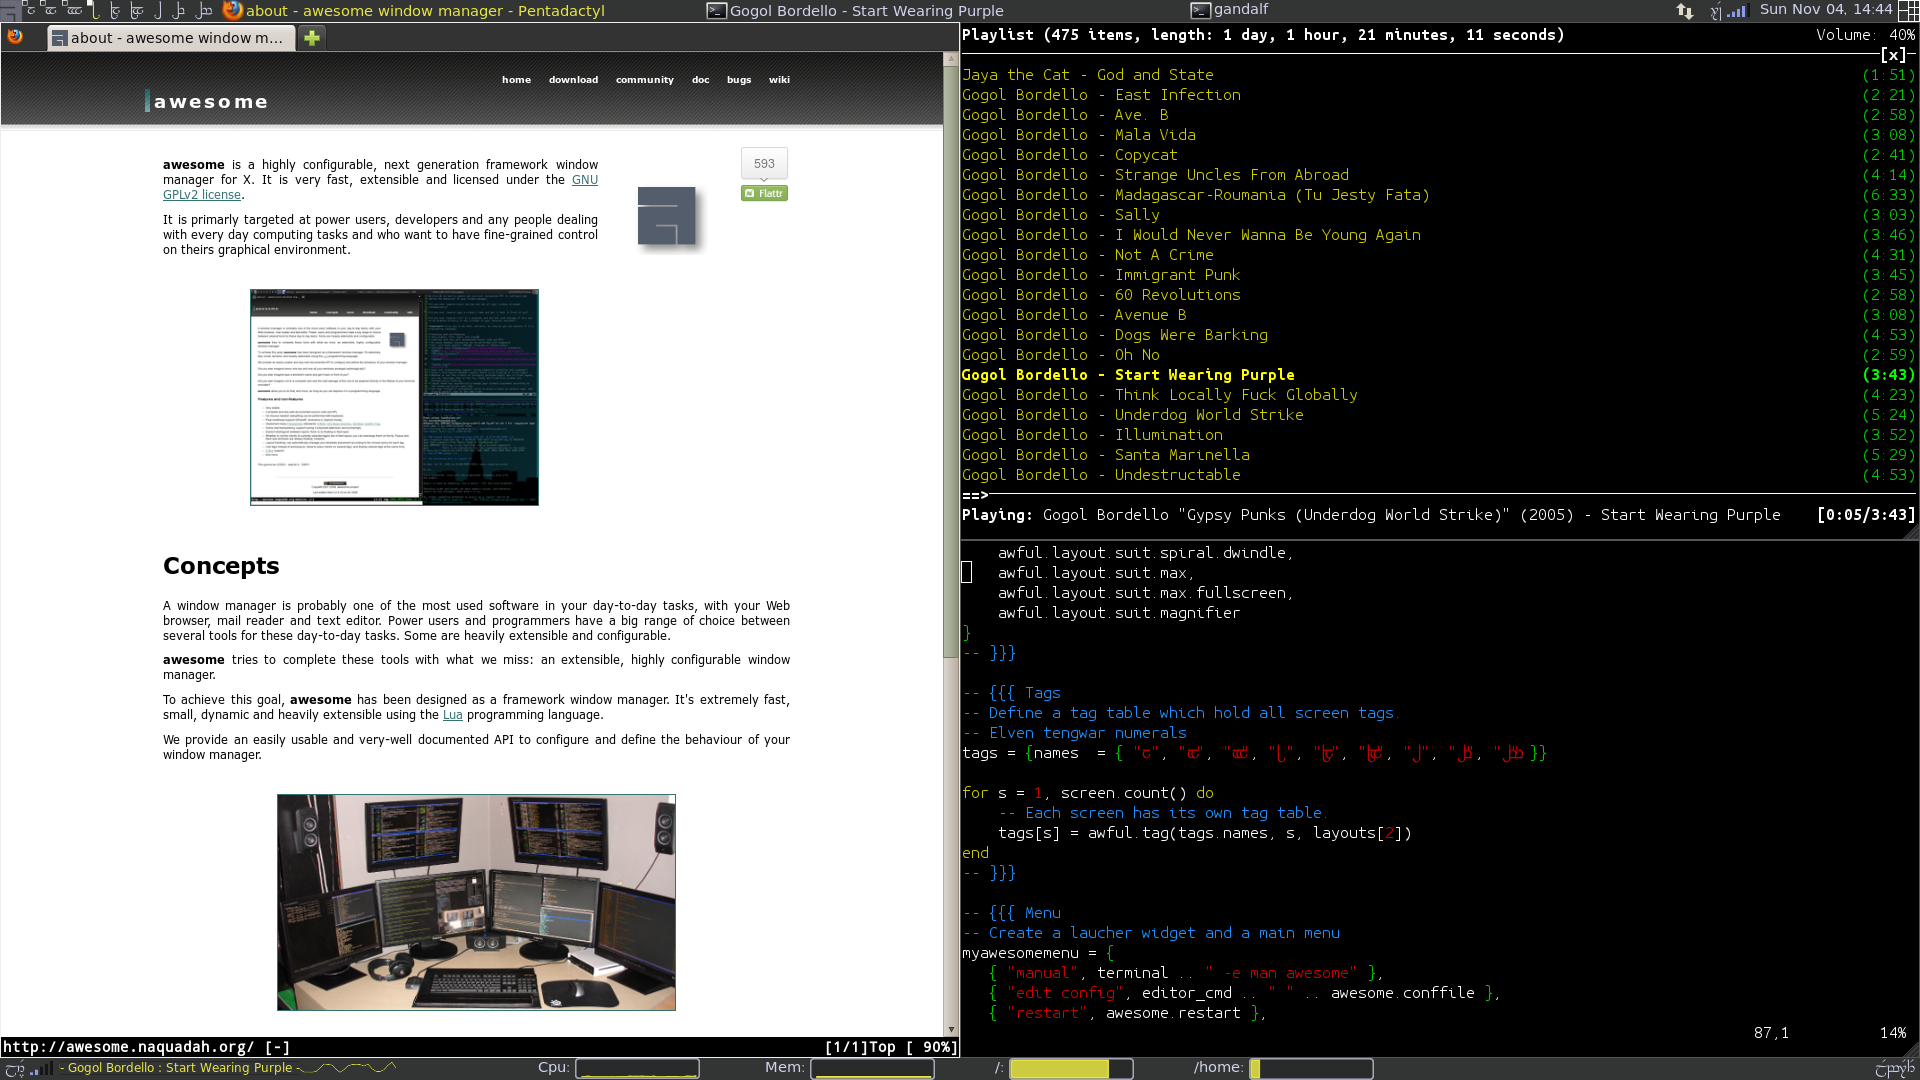 about - awesome window manager - Pentadactyl
Gogol Bordello - Start Wearing Purple
gandalf
Sun Nov 04, 14:44
about - awesome window m...
home download community doc bugs wiki
awesome
awesome is a highly configurable, next generation framework window
manager for X. It is very fast, extensible and licensed under the GNU
GPLv2 license.
It is primarly targeted at power users, developers and any people dealing
with every day computing tasks and who want to have fine-grained control
on theirs graphical environment.
593
Flattr
Concepts
A window manager is probably one of the most used software in your day-to-day tasks, with your Web
browser, mail reader and text editor. Power users and programmers have a big range of choice between
several tools for these day-to-day tasks. Some are heavily extensible and configurable.
awesome tries to complete these tools with what we miss: an extensible, highly configurable window
manager.
To achieve this goal, awesome has been designed as a framework window manager. It's extremely fast,
small, dynamic and heavily extensible using the Lua programming language.
We provide an easily usable and very-well documented API to configure and define the behaviour of your
window manager.
http://awesome.naquadah.org/ [-]
[1/1]Top [ 90%]
Playlist (475 items, length: 1 day, 1 hour, 21 minutes, 11 seconds) Volume: 40%
[x]
Jaya the Cat - God and State (1:51)
Gogol Bordello - East Infection (2:21)
Gogol Bordello - Ave. B (2:58)
Gogol Bordello - Mala Vida (3:08)
Gogol Bordello - Copycat (2:41)
Gogol Bordello - Strange Uncles From Abroad (4:14)
Gogol Bordello - Madagascar-Roumania (Tu Jesty Fata) (6:33)
Gogol Bordello - Sally (3:03)
Gogol Bordello - I Would Never Wanna Be Young Again (3:46)
Gogol Bordello - Not A Crime (4:31)
Gogol Bordello - Immigrant Punk (3:45)
Gogol Bordello - 60 Revolutions (2:58)
Gogol Bordello - Avenue B (3:08)
Gogol Bordello - Dogs Were Barking (4:53)
Gogol Bordello - Oh No (2:59)
Gogol Bordello - Start Wearing Purple (3:43)
Gogol Bordello - Think Locally Fuck Globally (4:23)
Gogol Bordello - Underdog World Strike (5:24)
Gogol Bordello - Illumination (3:52)
Gogol Bordello - Santa Marinella (5:29)
Gogol Bordello - Undestructable (4:53)
==>
Playing: Gogol Bordello "Gypsy Punks (Underdog World Strike)" (2005) - Start Wearing Purple [0:05/3:43]
awful.layout.suit.spiral.dwindle,
awful.layout.suit.max,
awful.layout.suit.max.fullscreen,
awful.layout.suit.magnifier
}
-- }}}
-- {{{ Tags
-- Define a tag table which hold all screen tags.
-- Elven tengwar numerals
tags = {names = {
}}
for s = 1, screen.count() do
-- Each screen has its own tag table.
tags[s] = awful.tag(tags.names, s, layouts[2])
end
-- }}}
-- {{{ Menu
-- Create a laucher widget and a main menu
myawesomemenu = {
{ "manual", terminal .. " -e man awesome" },
{ "edit config", editor_cmd .. " " .. awesome.conffile },
{ "restart", awesome.restart },
87,1 14%
- Gogol Bordello : Start Wearing Purple -
Cpu:
Mem:
/:
/home: